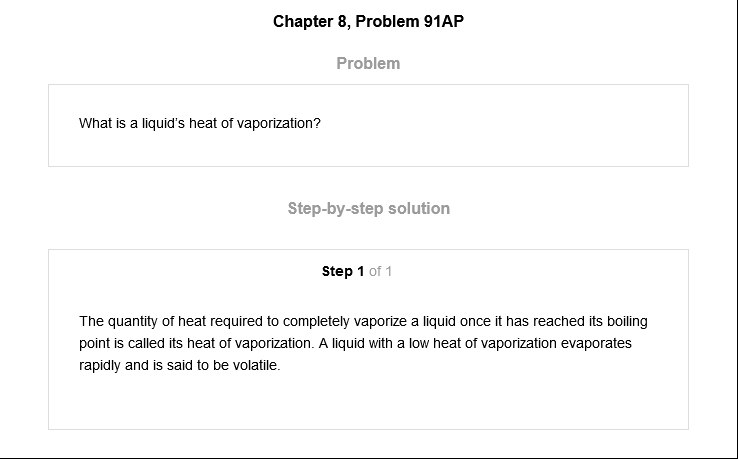 Chapter 8, Problem 91AP
Problem
What is a liquid's heat of vaporization?
Step-by-step solution
Step 1 of 1
The quantity of heat required to completely vaporize a liquid once it has reached its boiling
point is called its heat of vaporization. A liquid with a low heat of vaporization evaporates
rapidly and is said to be volatile.